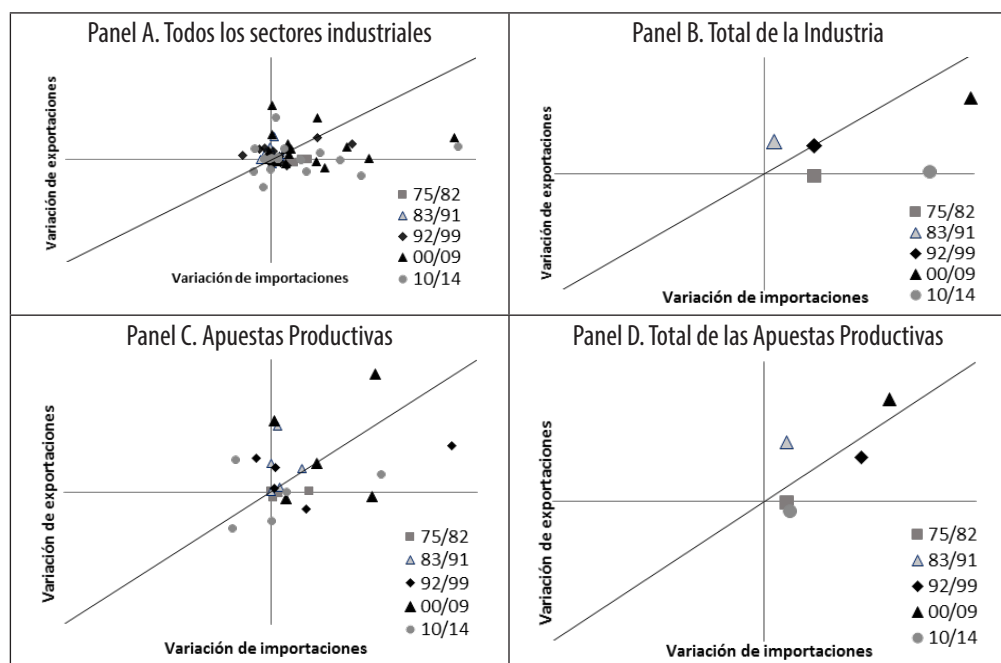 Panel A. Todos los sectores industriales
Variación de exportaciones
75/82
83/91
92/99
00/09
10/14
Variación de importaciones
Panel B. Total de la Industria
Variación de exportaciones
75/82
83/91
92/99
00/09
10/14
Variación de importaciones
Panel C. Apuestas Productivas
Variación de exportaciones
75/82
83/91
92/99
00/09
10/14
Variación de importaciones
Panel D. Total de las Apuestas Productivas
Variación de exportaciones
75/82
83/91
92/99
00/09
10/14
Variación de importaciones